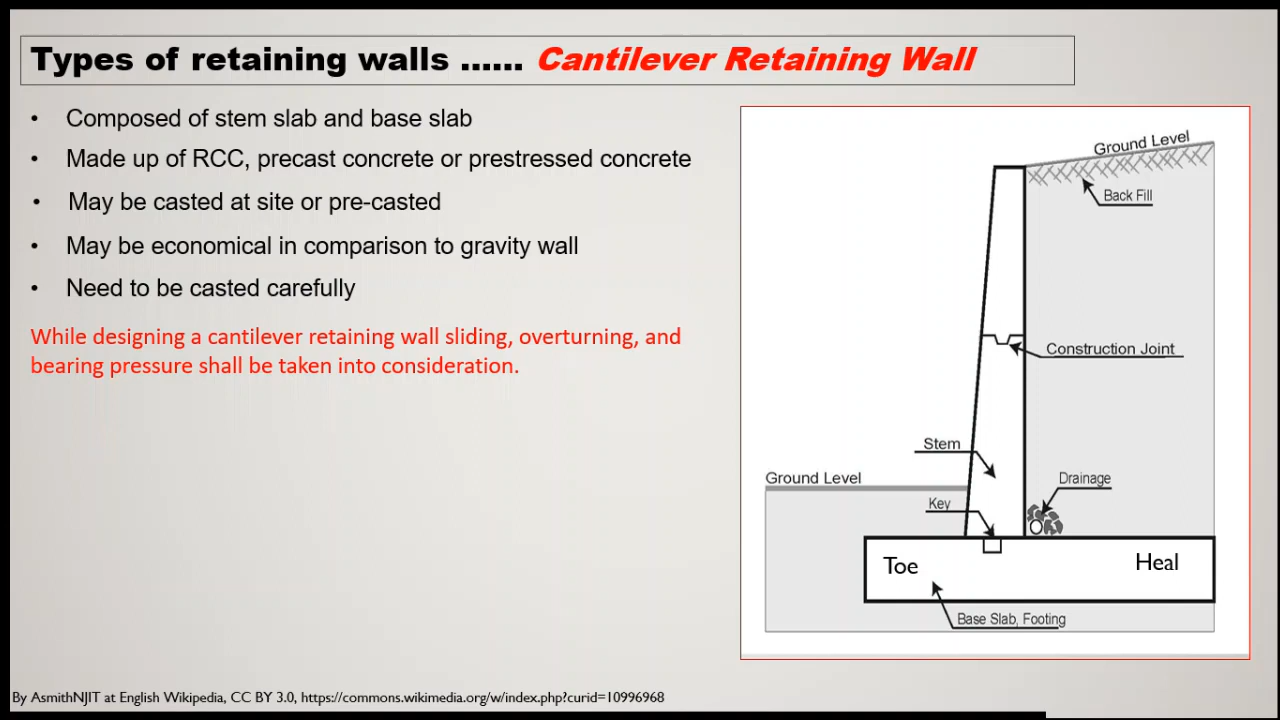 Types of retaining walls ...... Cantilever Retaining Wall
• Composed of stem slab and base slab
• Made up of RCC, precast concrete or prestressed concrete
• May be casted at site or pre-casted
• May be economical in comparison to gravity wall
• Need to be casted carefully
While designing a cantilever retaining wall sliding, overturning, and
bearing pressure shall be taken into consideration.
Ground Level
Back Fill
Construction Joint
Stem
Ground Level
Drainage
Key
Toe
Heal
Base Slab, Footing
By AsmithNJIT at English Wikipedia, CC BY 3.0, https://commons.wikimedia.org/w/index.php?curid=10996968